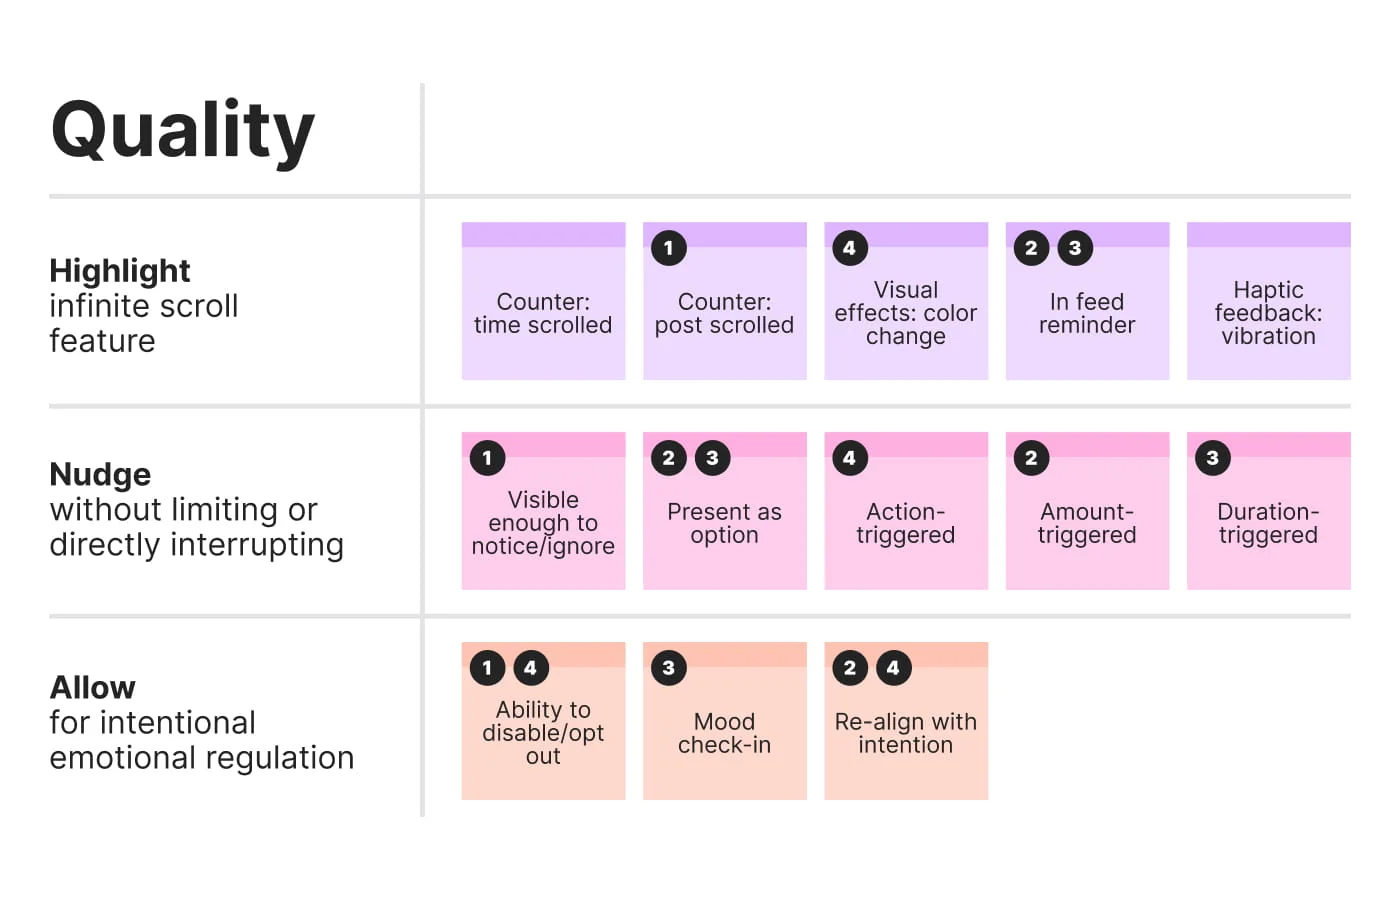 Quality
Highlight
infinite scroll
feature
Counter:
time scrolled
1
Counter:
post scrolled
4
Visual
effects: color
change
2 3
In feed
reminder
Haptic
feedback:
vibration
Nudge
without limiting or
directly interrupting
1
Visible
enough to
notice/ignore
2 3
Present as
option
4
Action-
triggered
2
Amount-
triggered
3
Duration-
triggered
Allow
for intentional
emotional regulation
1 4
Ability to
disable/opt
out
3
Mood
check-in
2 4
Re-align with
intention